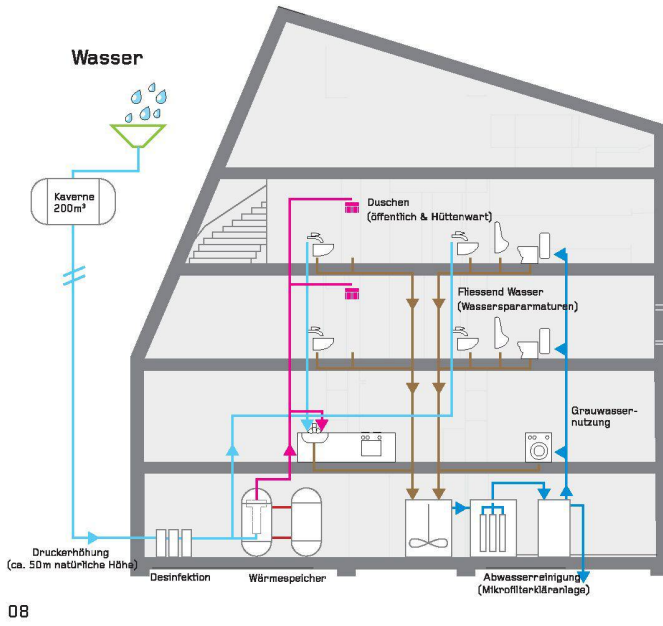 Wasser
Kaverne
200m³
Duschen
(öffentlich & Hüttenwart)
Fliessend Wasser
(Wasserspararmaturen)
Grauwasser-
nutzung
Druckerhöhung
(ca. 50m natürliche Höhe)
Desinfektion
Wärmespeicher
Abwasserreinigung
(Mikrofilterkläranlage)
08